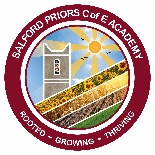 SALFORD PRIORS C of E ACADEMY
ROOTED - GROWING - THRIVING